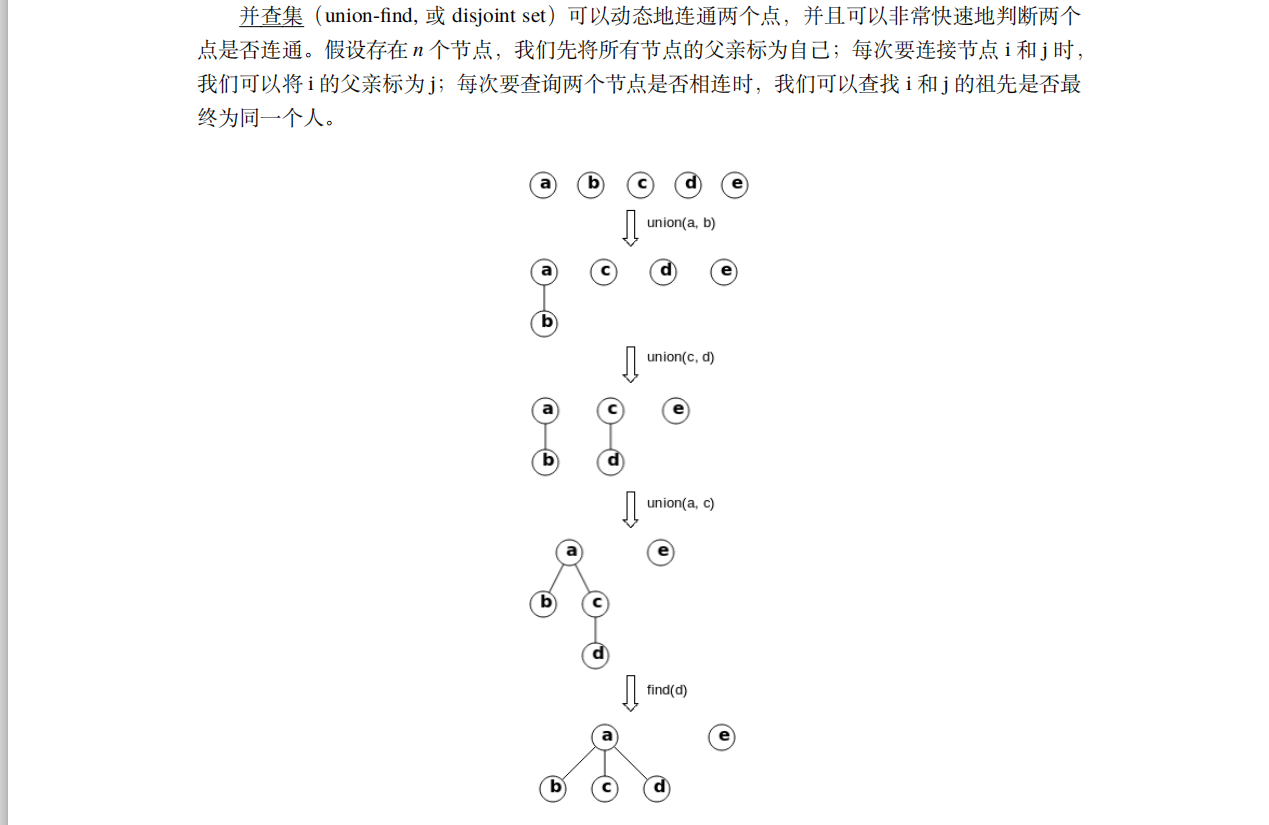 并查集（union-find, 或 disjoint set）可以动态地连通两个点，并且可以非常快速地判断两个
点是否连通。假设存在 n 个节点，我们先将所有节点的父亲标为自己；每次要连接节点 i 和 j 时，
我们可以将 i 的父亲标为 j；每次要查询两个节点是否相连时，我们可以查找 i 和 j 的祖先是否最
终为同一个人。
a b c d e
union(a, b)
a c d e
b
union(c, d)
a c e
b d
union(a, c)
a e
b c
d
find(d)
a e
b c d